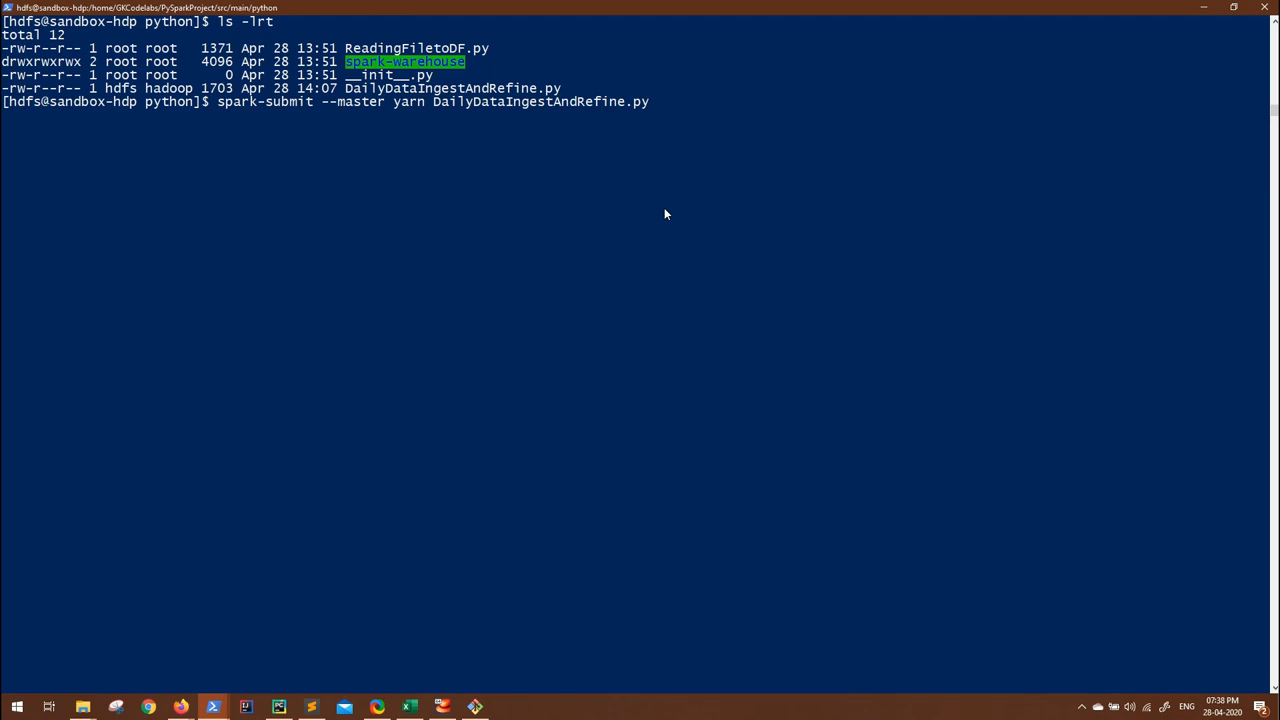 hdfs@sandbox-hdp:/home/GKCodelabs/PySparkProject/src/main/python
[hdfs@sandbox-hdp python]$ ls -lrt
total 12
-rw-r--r-- 1 root root   1371 Apr 28 13:51 ReadingFiletoDF.py
drwxrwxrwx 2 root root   4096 Apr 28 13:51 spark-warehouse
-rw-r--r-- 1 root root      0 Apr 28 13:51 __init__.py
-rw-r--r-- 1 hdfs hadoop 1703 Apr 28 14:07 DailyDataIngestAndRefine.py
[hdfs@sandbox-hdp python]$ spark-submit --master yarn DailyDataIngestAndRefine.py
ENG
07:38 PM
28-04-2020
2